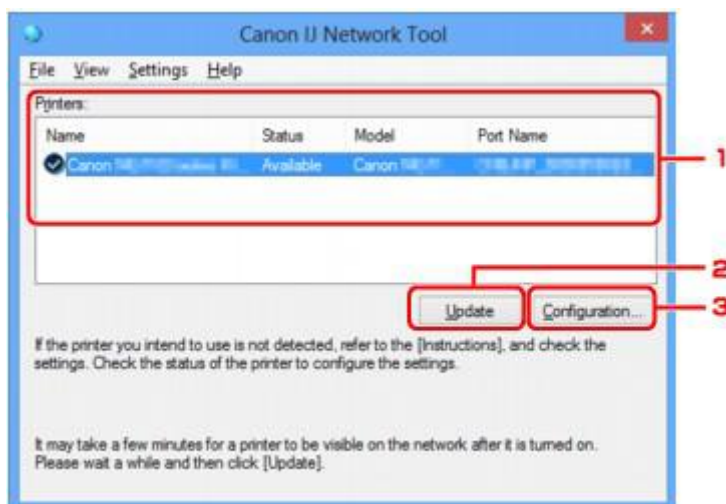 Canon IJ Network Tool
File View Settings Help
Printers:
Name Status Model Port Name
Canon Available Canon
1
2
3
Update Configuration...
If the printer you intend to use is not detected, refer to the [Instructions], and check the
settings. Check the status of the printer to configure the settings.
It may take a few minutes for a printer to be visible on the network after it is turned on.
Please wait a while and then click [Update].